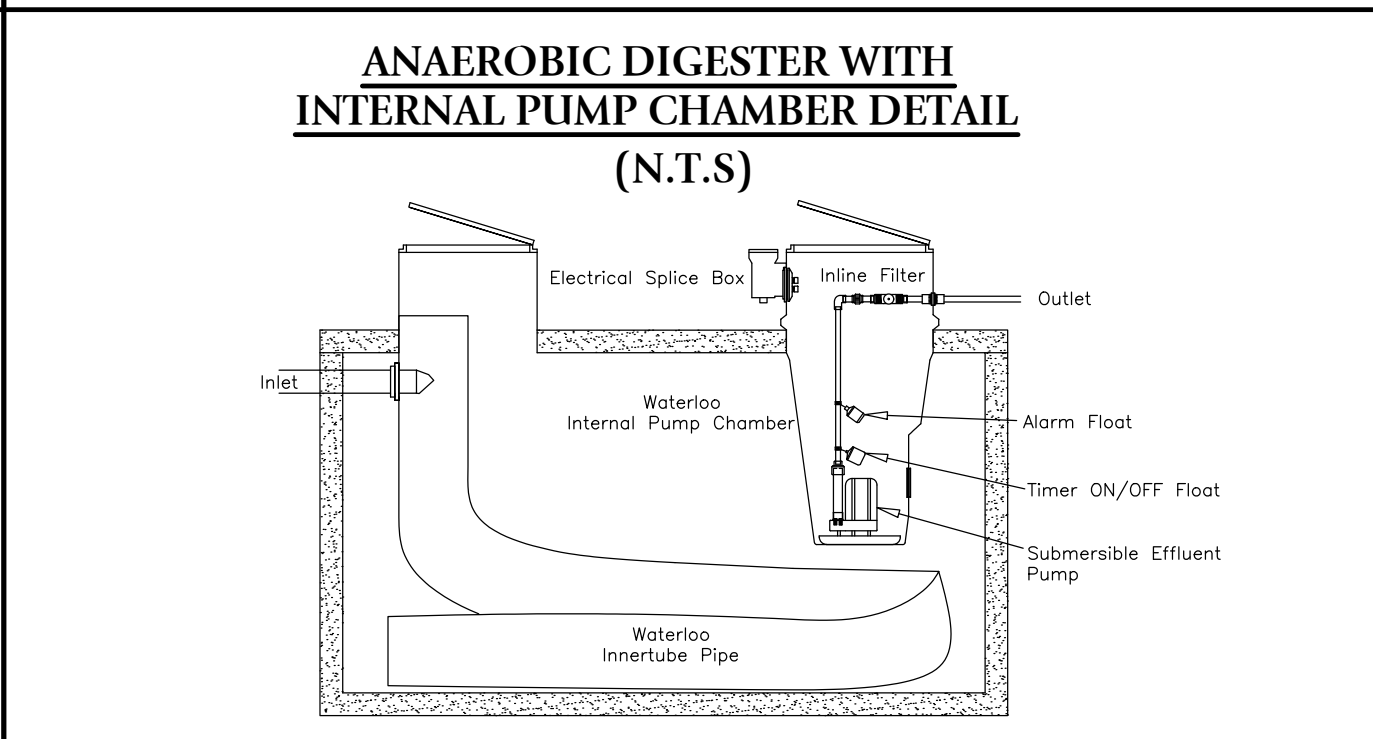 ANAEROBIC DIGESTER WITH
INTERNAL PUMP CHAMBER DETAIL
(N.T.S)
Electrical Splice Box
Inline Filter
Outlet
Inlet
Waterloo
Internal Pump Chamber
Alarm Float
Timer ON/OFF Float
Submersible Effluent
Pump
Waterloo
Innertube Pipe